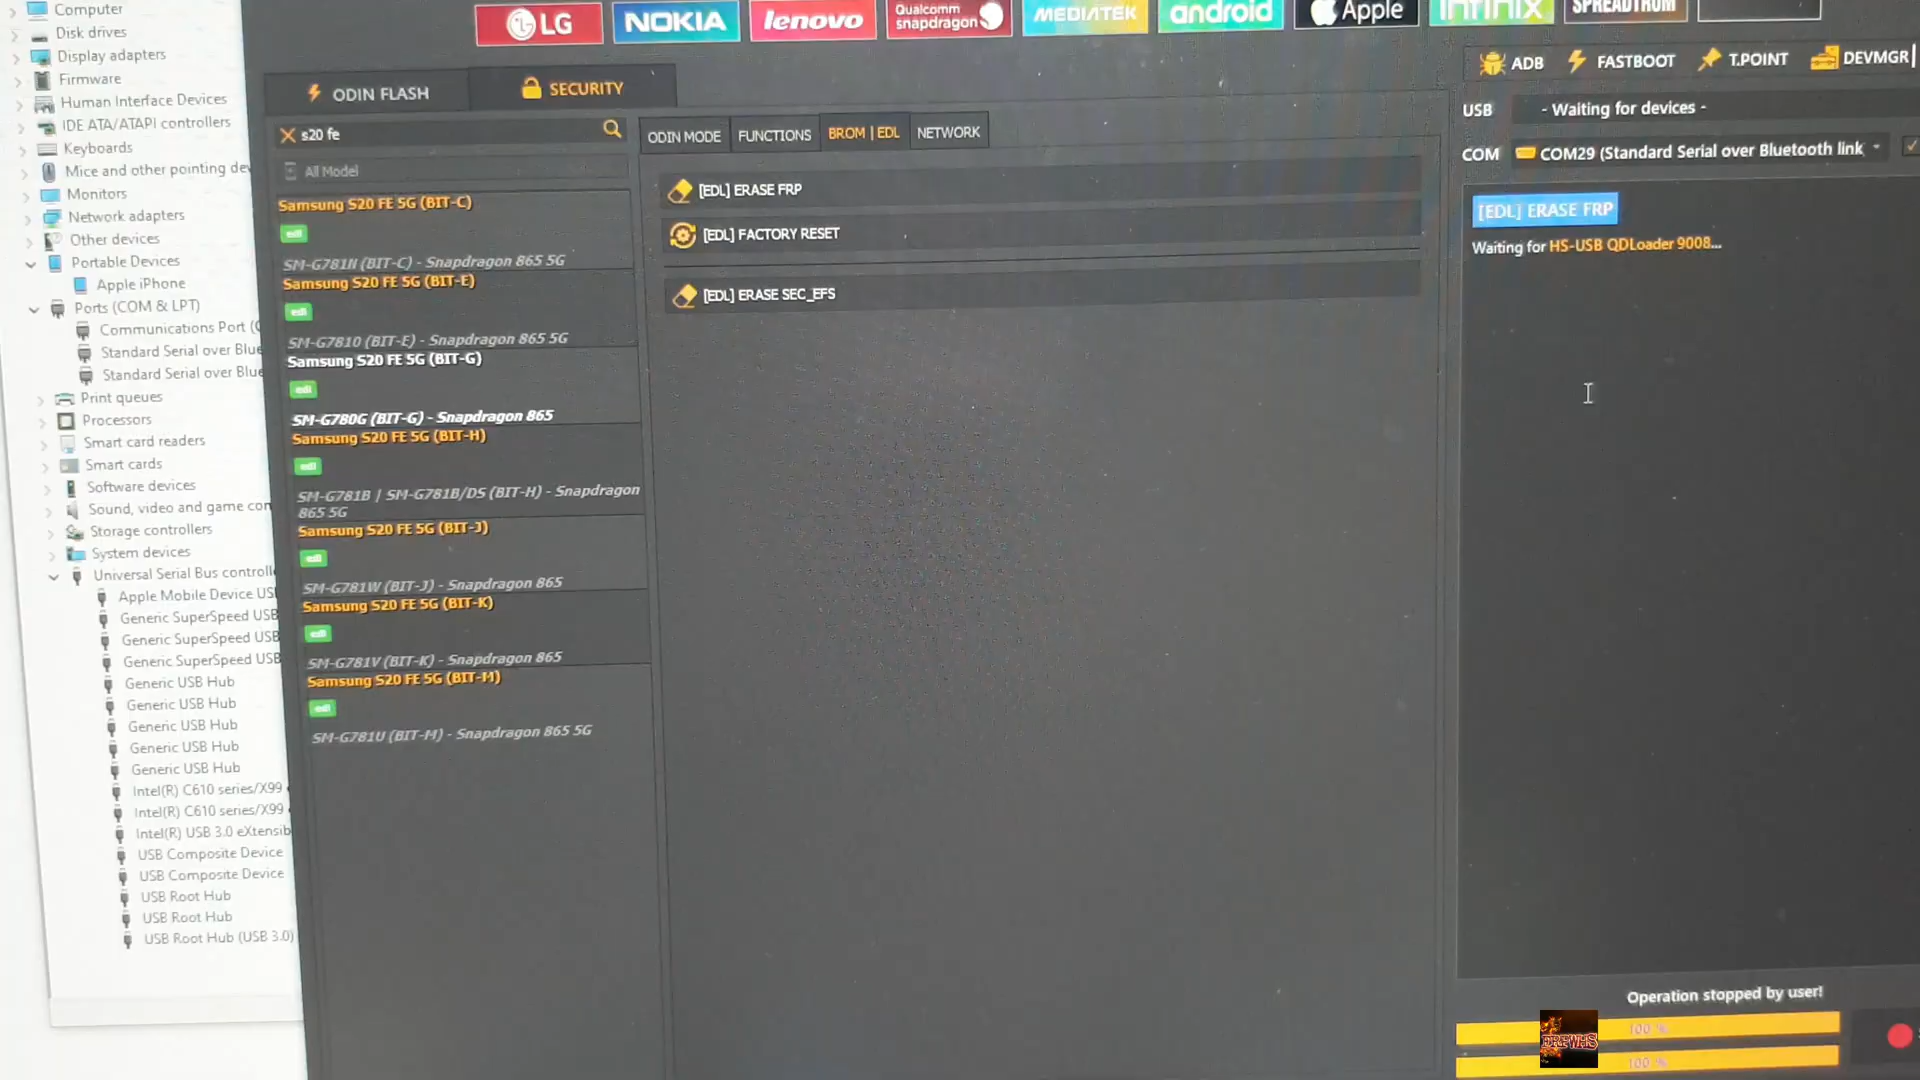 Computer
Disk drives
Display adapters
Firmware
Human Interface Devices
IDE ATA/ATAPI controllers
Keyboards
Mice and other pointing dev
Monitors
Network adapters
Other devices
Portable Devices
Apple iPhone
Ports (COM & LPT)
Communications Port (C
Standard Serial over Blue
Standard Serial over Blue
Print queues
Processors
Smart card readers
Smart cards
Software devices
Sound, video and game con
Storage controllers
System devices
Universal Serial Bus controll
Apple Mobile Device USI
Generic SuperSpeed USB
Generic SuperSpeed USB
Generic SuperSpeed USB
Generic USB Hub
Generic USB Hub
Generic USB Hub
Generic USB Hub
Generic USB Hub
Intel(R) C610 series/X99
Intel(R) C610 series/X99
Intel(R) USB 3.0 eXtensib
USB Composite Device
USB Composite Device
USB Root Hub
USB Root Hub
USB Root Hub (USB 3.0)
LG NOKIA lenovo Qualcomm snapdragon MEDIATEK android Apple Infinix SPREADTRUM
ODIN FLASH SECURITY
s20 fe
All Model
Samsung S20 FE 5G (BIT-C)
edl
SM-G781N (BIT-C) - Snapdragon 865 5G
Samsung S20 FE 5G (BIT-E)
edl
SM-G7810 (BIT-E) - Snapdragon 865 5G
Samsung S20 FE 5G (BIT-G)
edl
SM-G780G (BIT-G) - Snapdragon 865
Samsung S20 FE 5G (BIT-H)
edl
SM-G781B | SM-G781B/DS (BIT-H) - Snapdragon
865 5G
Samsung S20 FE 5G (BIT-J)
edl
SM-G781W (BIT-J) - Snapdragon 865
Samsung S20 FE 5G (BIT-K)
edl
SM-G781V (BIT-K) - Snapdragon 865
Samsung S20 FE 5G (BIT-M)
edl
SM-G781U (BIT-M) - Snapdragon 865 5G
ODIN MODE FUNCTIONS BROM | EDL NETWORK
[EDL] ERASE FRP
[EDL] FACTORY RESET
[EDL] ERASE SEC_EFS
ADB FASTBOOT T.POINT DEVMGR
USB - Waiting for devices -
COM COM29 (Standard Serial over Bluetooth link
[EDL] ERASE FRP
Waiting for HS-USB QDLoader 9008...
Operation stopped by user!
100 %
100 %